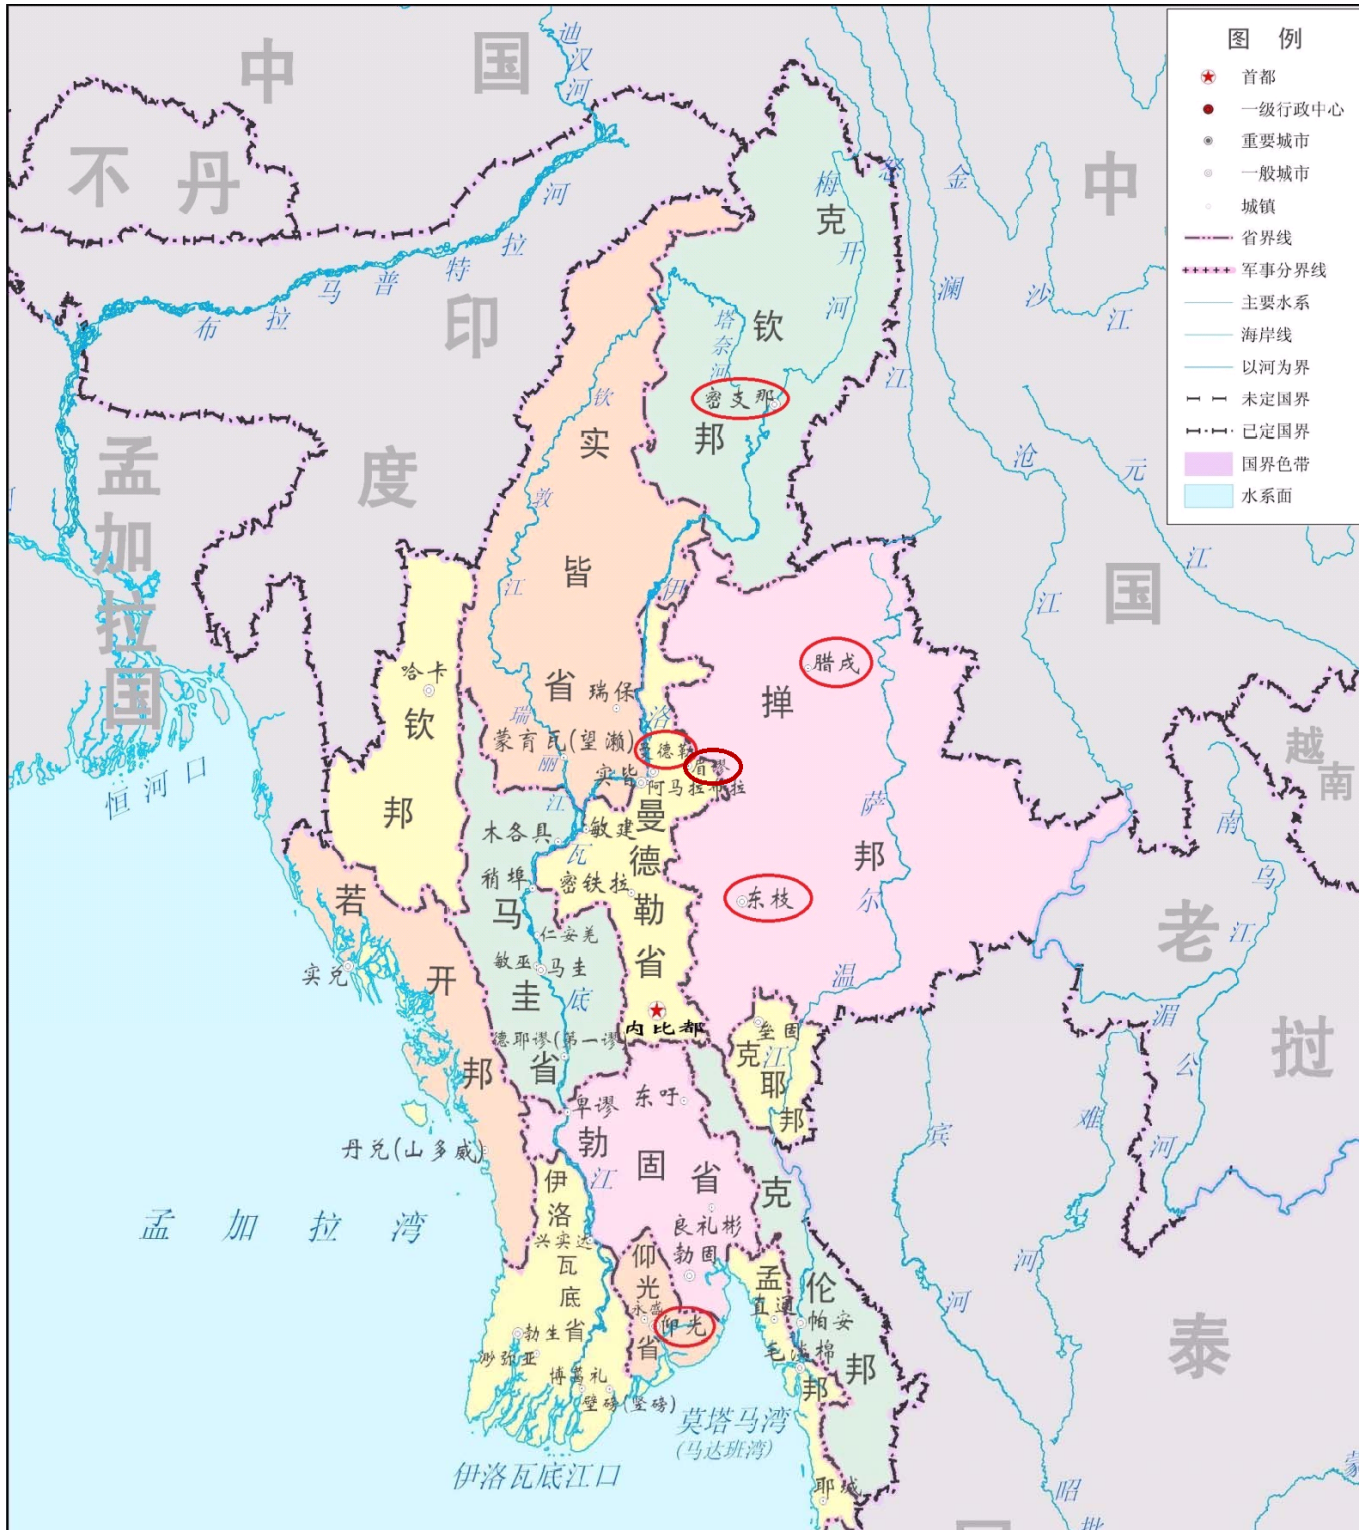 中国
不丹
印度
孟加拉国
中国
越南
老挝
泰
图 例
首都
一级行政中心
重要城市
一般城市
城镇
省界线
军事分界线
主要水系
海岸线
以河为界
未定国界
已定国界
国界色带
水系面
迪汉河
布拉马普特拉河
怒江
金沙江
澜沧江
元江
梅开河
塔奈河
克钦邦
密支那
钦敦江
实皆省
伊洛瓦底江
瑞保
瑞丽江
蒙育瓦(望濑)
实皆
曼德勒
眉谬
阿马拉布拉
掸邦
腊戌
东枝
萨尔温江
哈卡
钦邦
恒河口
木各具
敏建
稍埠
密铁拉
曼德勒省
内比都
马圭省
仁安羌
敏巫
马圭
德耶谬(第一谬)
若开邦
实兑
丹兑(山多威)
垒固
克耶邦
卑谬
东吁
勃固省
良礼彬
勃固
伊洛瓦底省
兴实达
勃生
渺弥亚
博葛礼
壁磅(竖磅)
仰光省
永盛
仰光
孟邦
直通
毛淡棉
克伦邦
帕安
耶城
孟加拉湾
伊洛瓦底江口
莫塔马湾
(马达班湾)
南乌江
湄公河
难河
宾河
昭
蒙